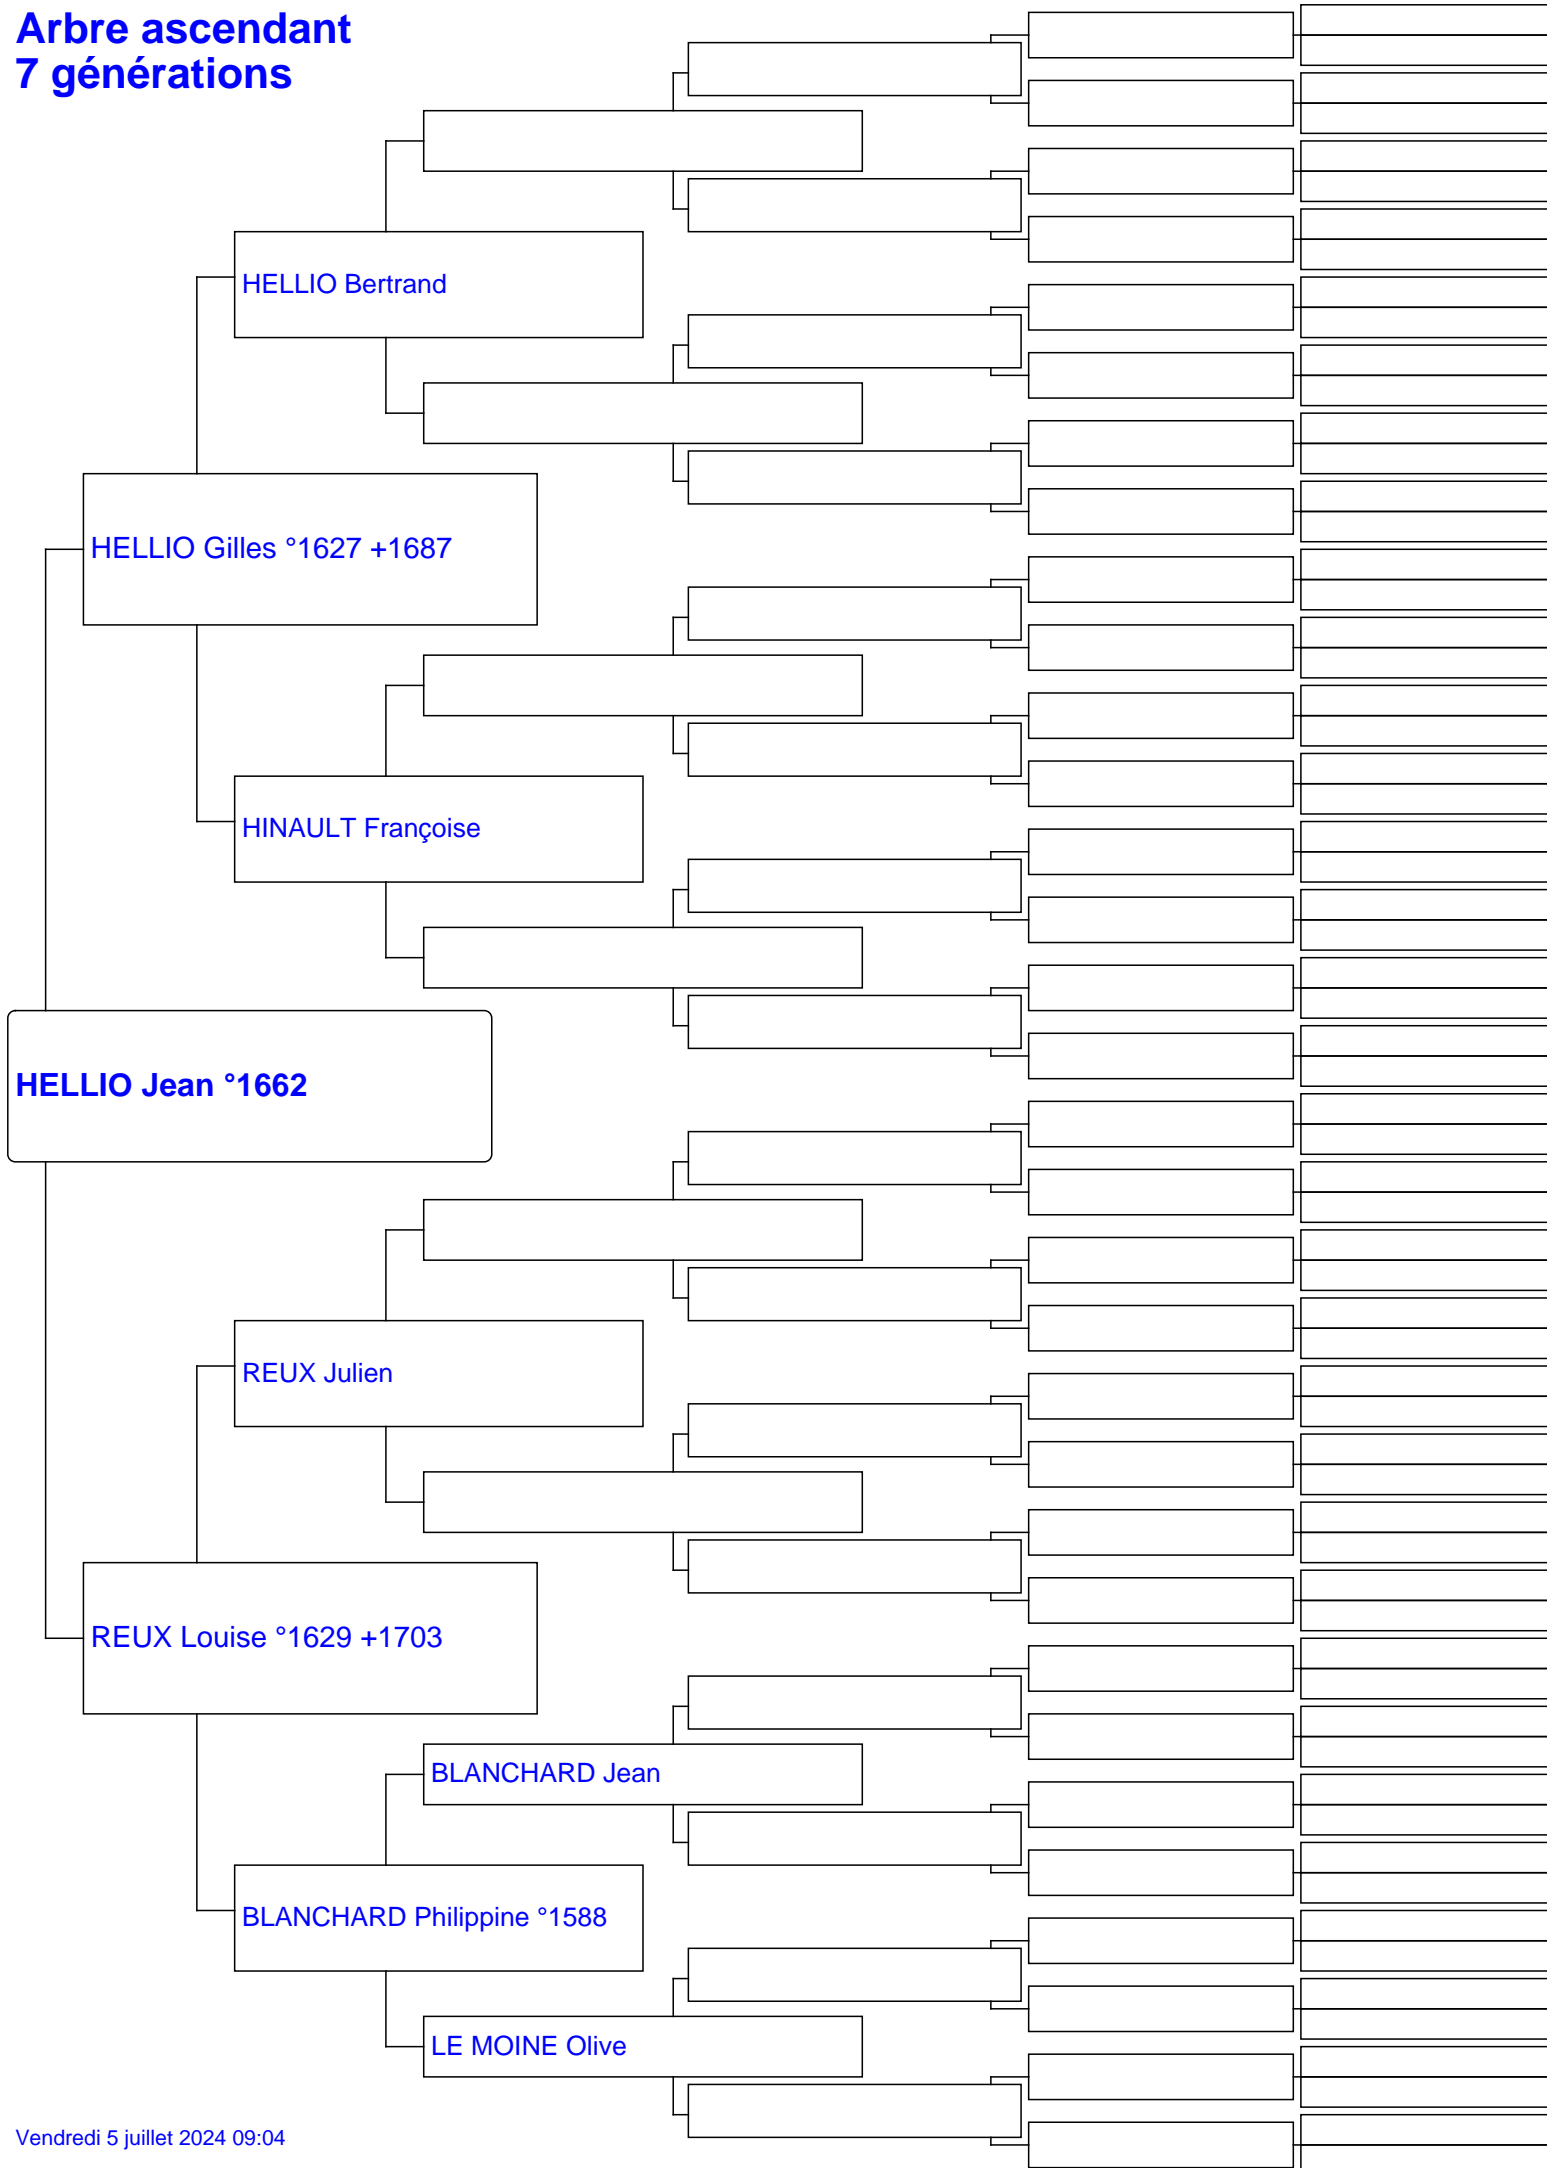 Arbre ascendant
7 générations
HELLIO Bertrand
HELLIO Gilles °1627 +1687
HINAULT Françoise
HELLIO Jean °1662
REUX Julien
REUX Louise °1629 +1703
BLANCHARD Jean
BLANCHARD Philippine °1588
LE MOINE Olive
Vendredi 5 juillet 2024 09:04